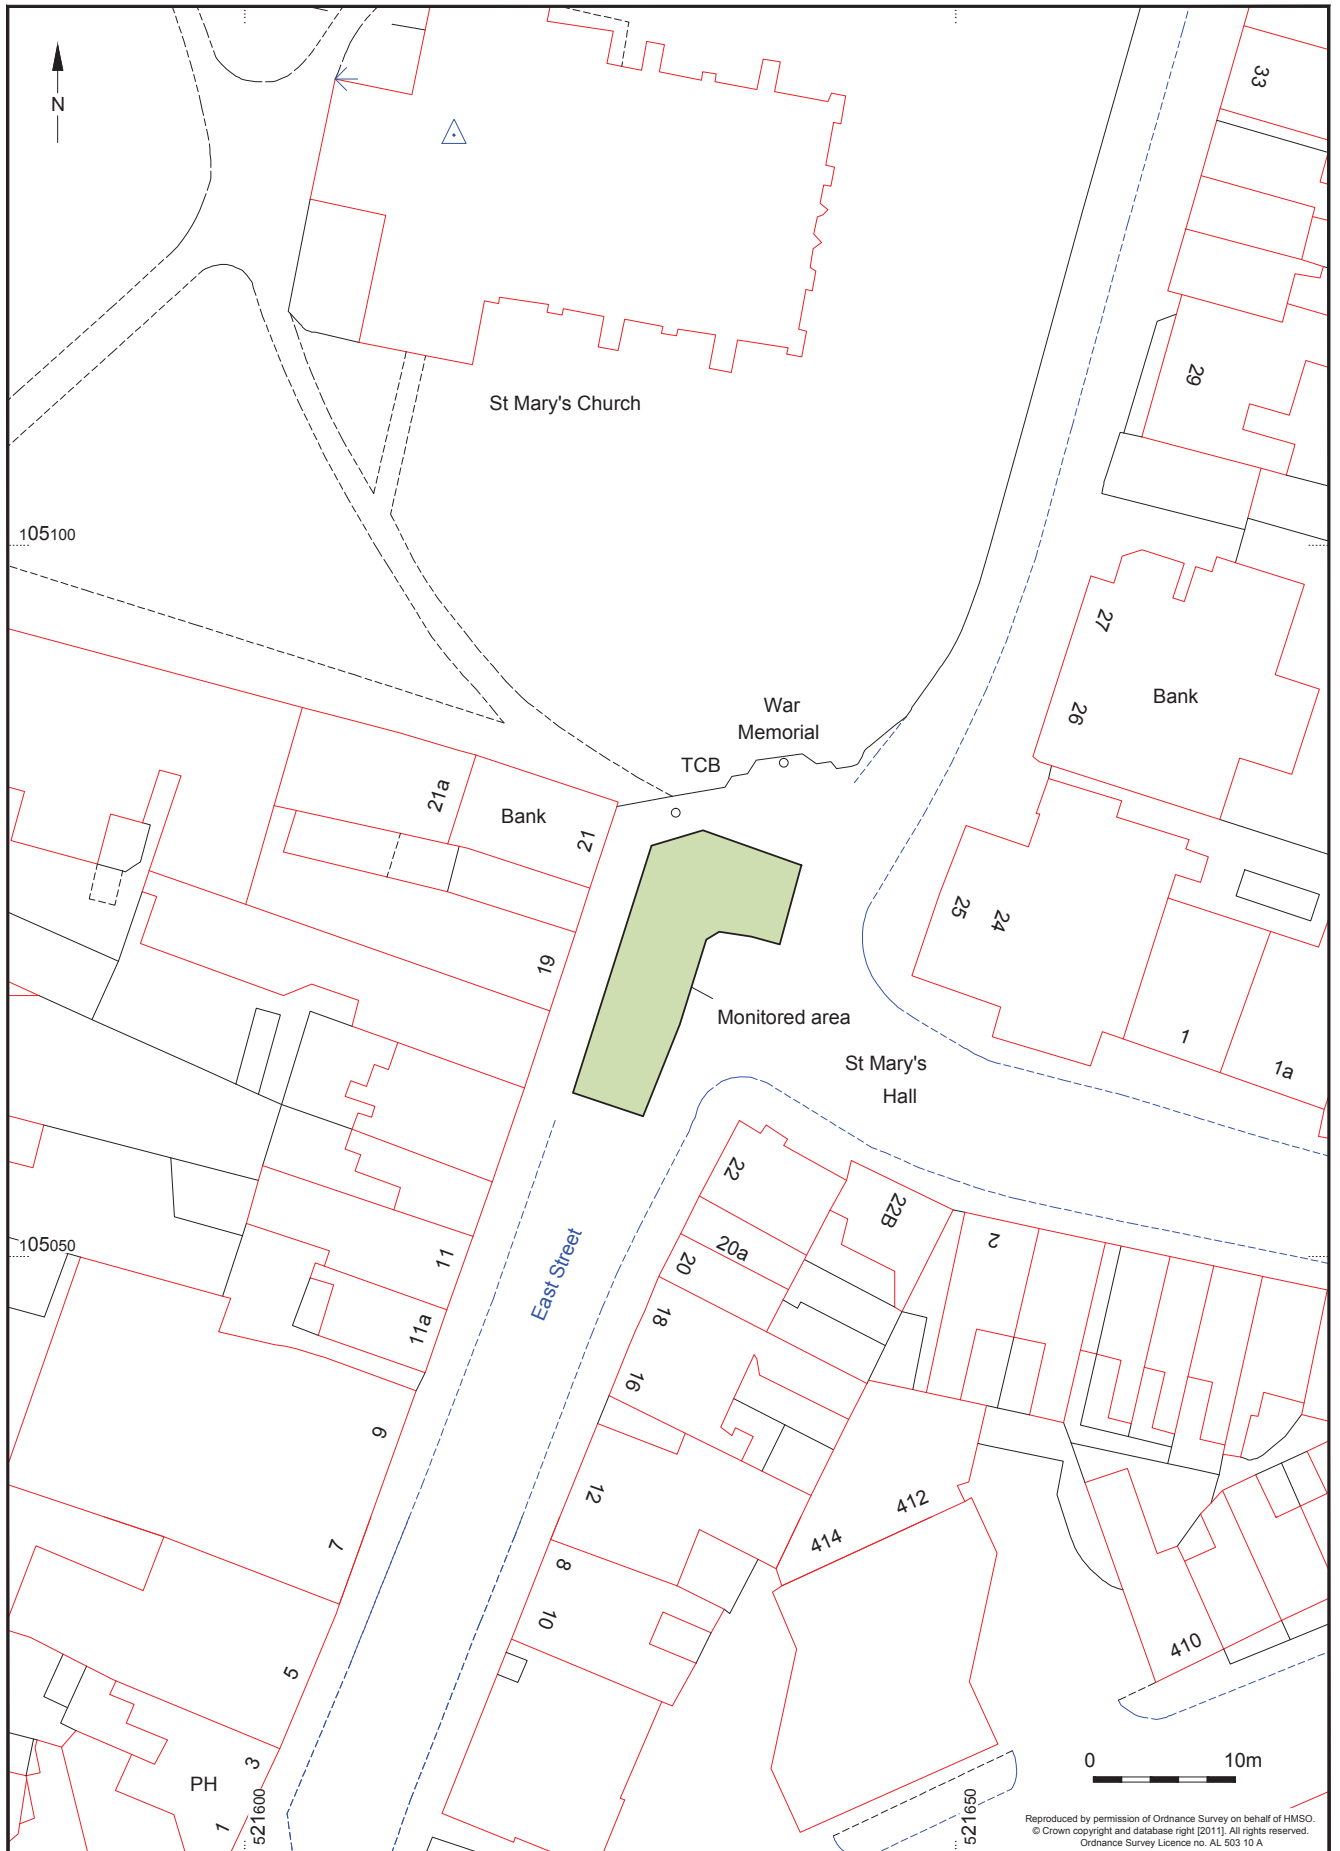 N
33
29
St Mary's Church
105100
27
26
Bank
War
Memorial
TCB
21a
Bank
21
25
24
19
Monitored area
St Mary's
Hall
1
1a
22
22B
2
20a
20
105050
11
East Street
18
11a
16
9
12
412
414
7
8
10
410
5
3
PH
1
521600
521650
0 10m
Reproduced by permission of Ordnance Survey on behalf of HMSO.
© Crown copyright and database right [2011]. All rights reserved.
Ordnance Survey Licence no. AL 503 10 A